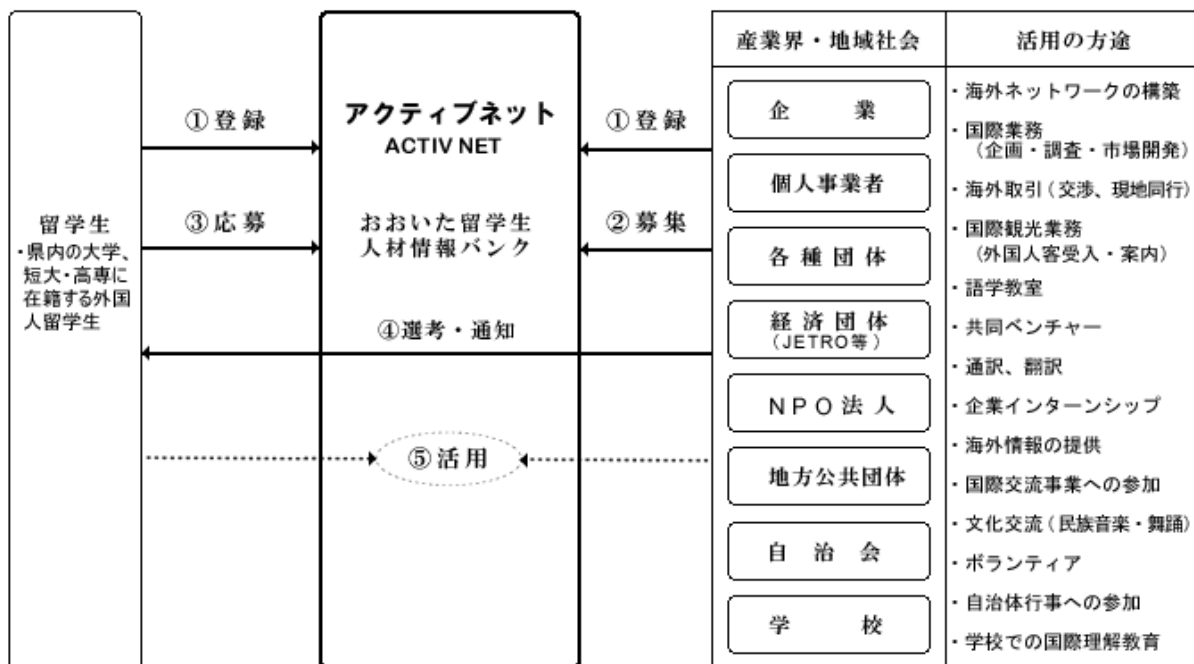 留学生
・県内の大学、
短大・高専に
在籍する外国
人留学生
①登録
③応募
アクティブネット
ACTIV NET
おおいた留学生
人材情報バンク
①登録
②募集
④選考・通知
⑤活用
産業界・地域社会
企業
個人事業者
各種団体
経済団体
（JETRO等）
NPO法人
地方公共団体
自治会
学校
活用の方途
・海外ネットワークの構築
・国際業務
（企画・調査・市場開発）
・海外取引（交渉、現地同行）
・国際観光業務
（外国人客受入・案内）
・語学教室
・共同ベンチャー
・通訳、翻訳
・企業インターンシップ
・海外情報の提供
・国際交流事業への参加
・文化交流（民族音楽・舞踊）
・ボランティア
・自治体行事への参加
・学校での国際理解教育